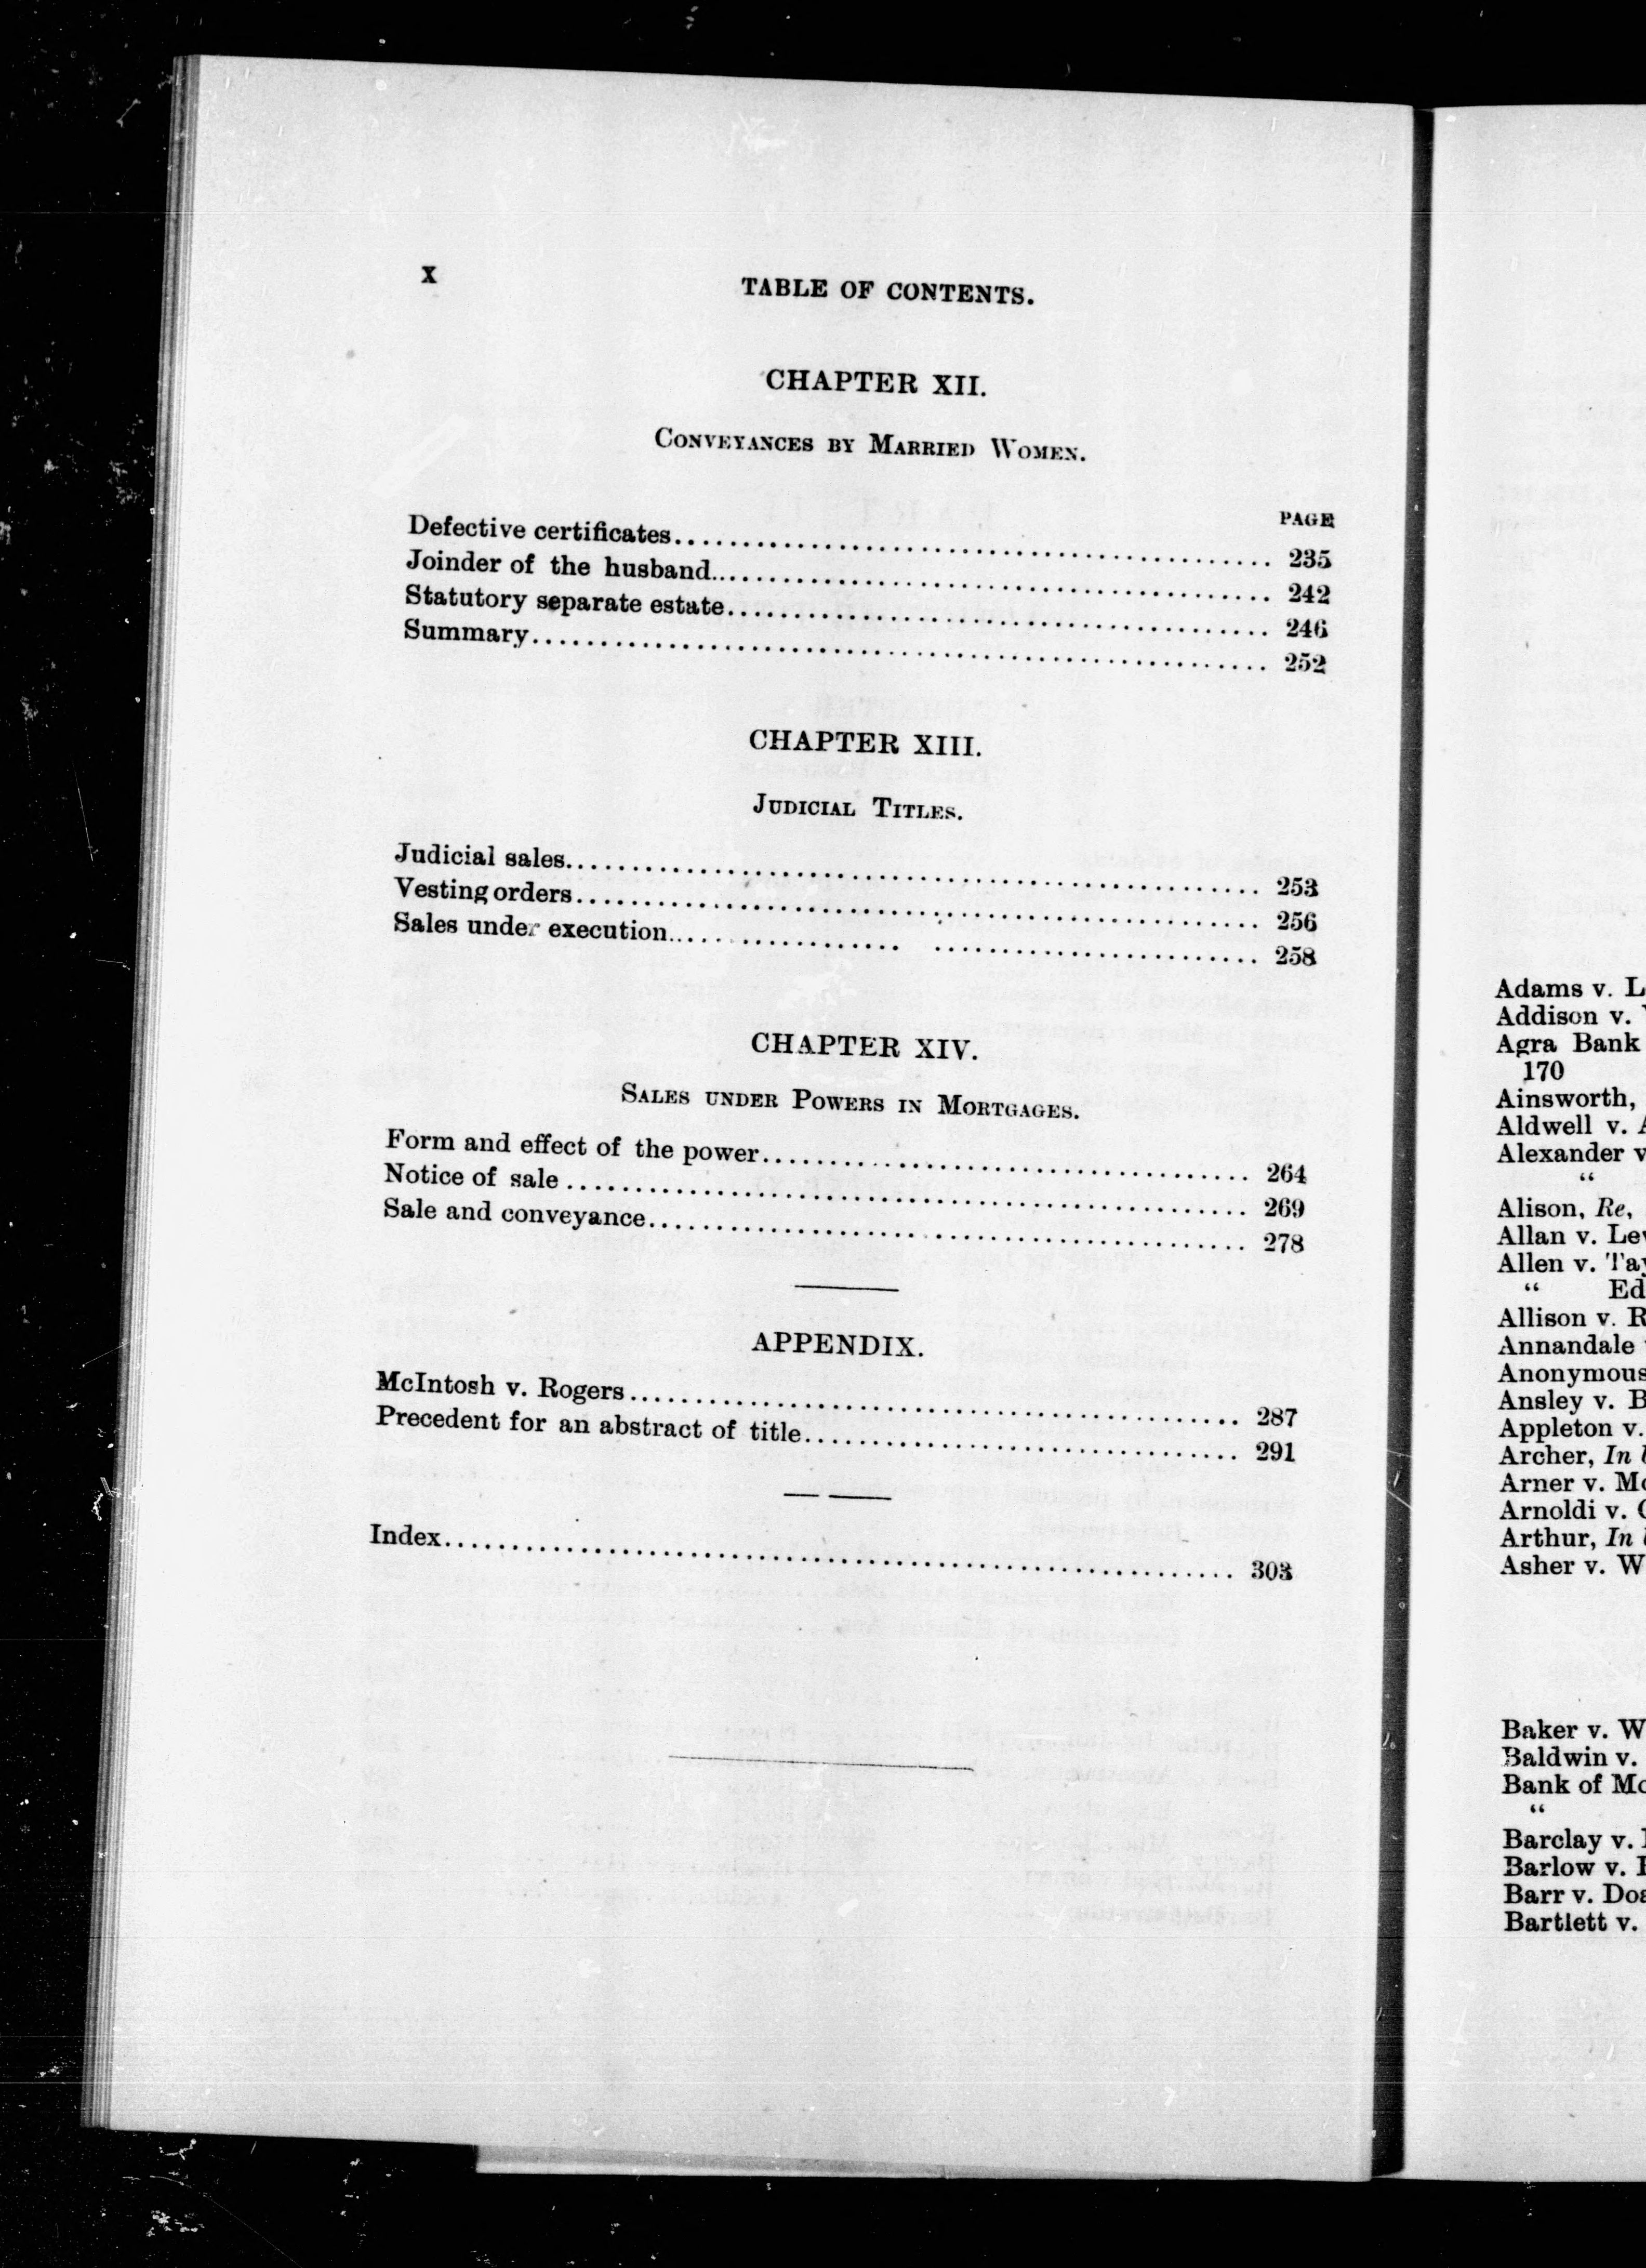 X
TABLE OF CONTENTS.
CHAPTER XII.
CONVEYANCES BY MARRIED WOMEN.
PAGE
Defective certificates........................................ 235
Joinder of the husband........................................ 242
Statutory separate estate........................................ 246
Summary........................................ 252
CHAPTER XIII.
JUDICIAL TITLES.
Judicial sales........................................ 253
Vesting orders........................................ 256
Sales under execution........................................ 258
CHAPTER XIV.
SALES UNDER POWERS IN MORTGAGES.
Form and effect of the power........................................ 264
Notice of sale........................................ 269
Sale and conveyance........................................ 278
APPENDIX.
McIntosh v. Rogers........................................ 287
Precedent for an abstract of title........................................ 291
Index........................................ 303
Adams v. L
Addison v.
Agra Bank
170
Ainsworth,
Aldwell v. A
Alexander v
“
Alison, Re,
Allan v. Lev
Allen v. Tay
“ Ed
Allison v. R
Annandale
Anonymous
Ansley v. B
Appleton v.
Archer, In
Arner v. Mc
Arnoldi v.
Arthur, In
Asher v. W
Baker v. W
Baldwin v.
Bank of Mo
“
Barclay v.
Barlow v.
Barr v. Doa
Bartlett v.